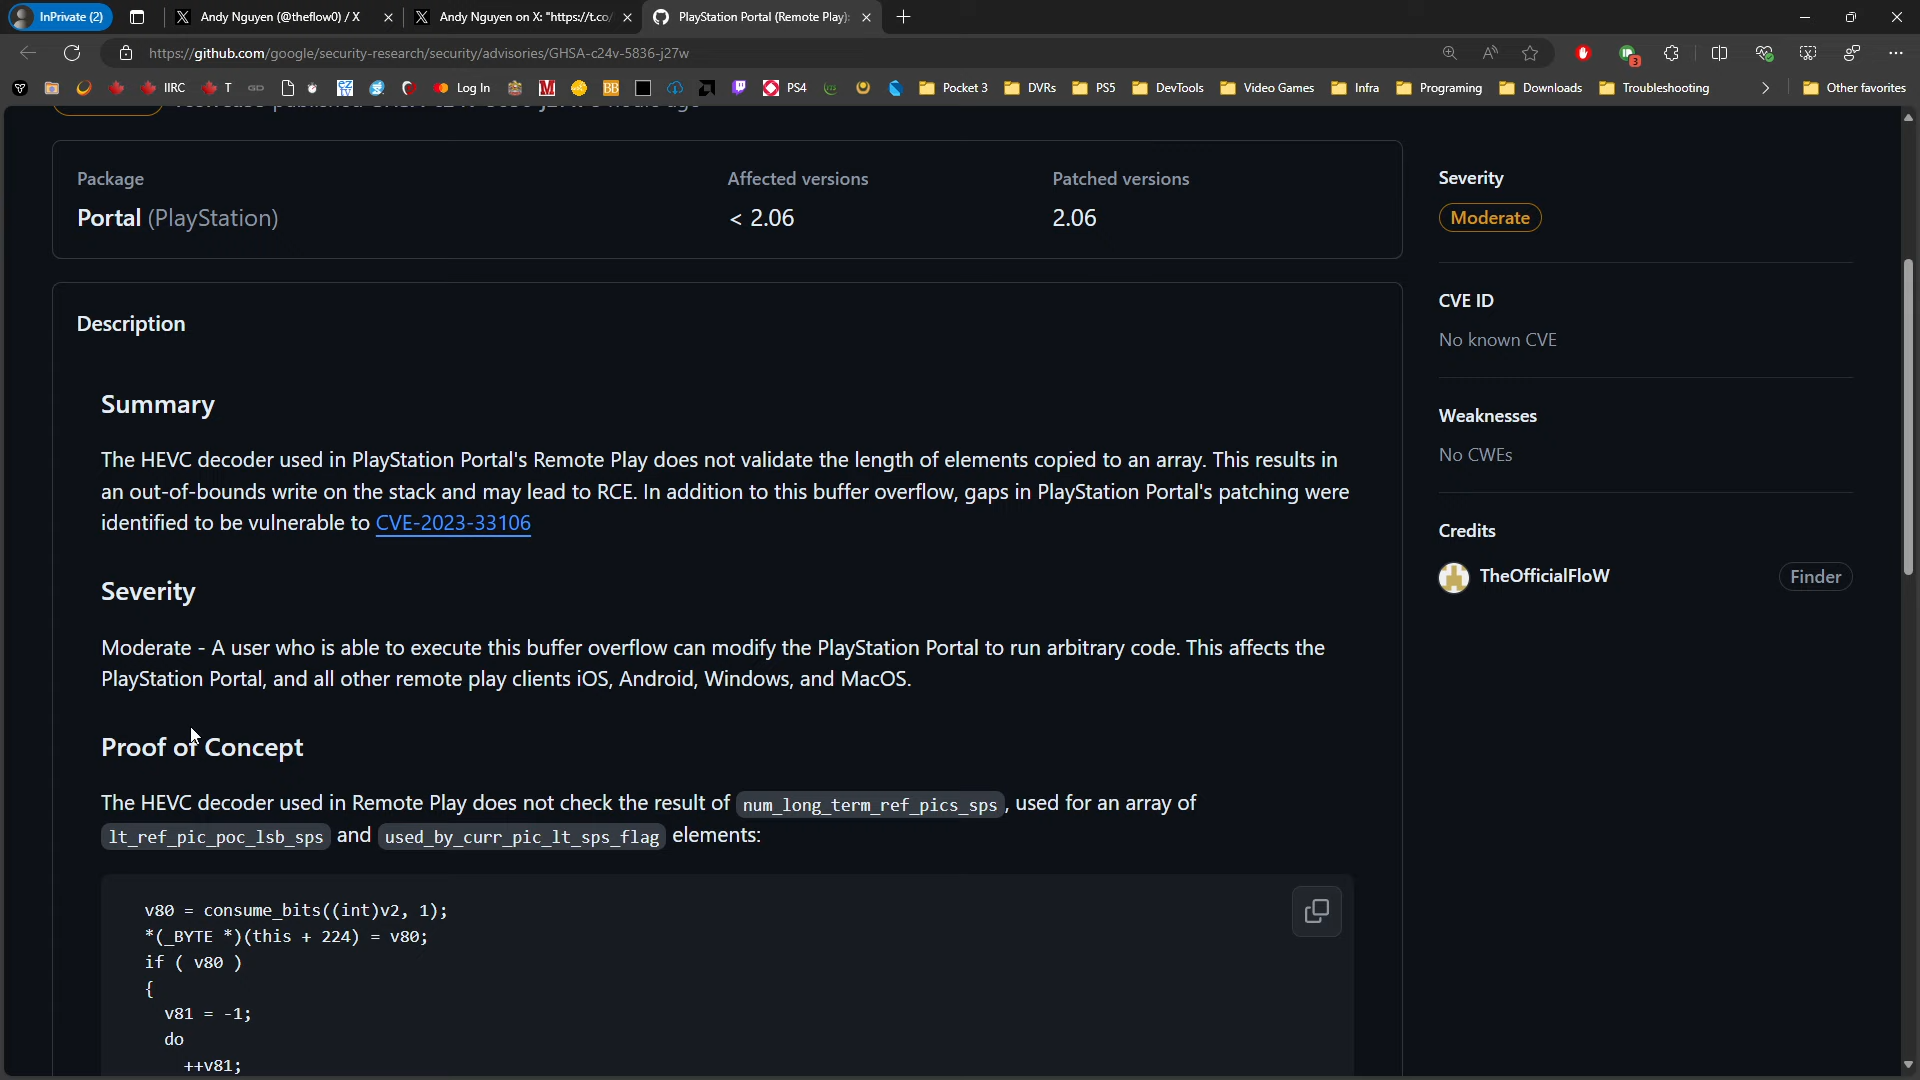 InPrivate (2)
Andy Nguyen (@theflow0) / X
Andy Nguyen on X: "https://t.co/
PlayStation Portal (Remote Play):
https://github.com/google/security-research/security/advisories/GHSA-c24v-5836-j27w
3
IIRC
T
Log In
BB
PS4
Pocket 3
DVRs
PS5
DevTools
Video Games
Infra
Programing
Downloads
Troubleshooting
Other favorites
Package
Affected versions
Patched versions
Portal (PlayStation)
< 2.06
2.06
Description
Summary
The HEVC decoder used in PlayStation Portal's Remote Play does not validate the length of elements copied to an array. This results in
an out-of-bounds write on the stack and may lead to RCE. In addition to this buffer overflow, gaps in PlayStation Portal's patching were
identified to be vulnerable to CVE-2023-33106
Severity
Moderate - A user who is able to execute this buffer overflow can modify the PlayStation Portal to run arbitrary code. This affects the
PlayStation Portal, and all other remote play clients iOS, Android, Windows, and MacOS.
Proof of Concept
The HEVC decoder used in Remote Play does not check the result of num_long_term_ref_pics_sps, used for an array of
lt_ref_pic_poc_lsb_sps and used_by_curr_pic_lt_sps_flag elements:
v80 = consume_bits((int)v2, 1);
*(_BYTE *)(this + 224) = v80;
if ( v80 )
{
v81 = -1;
do
++v81;
Severity
Moderate
CVE ID
No known CVE
Weaknesses
No CWEs
Credits
TheOfficialFloW
Finder